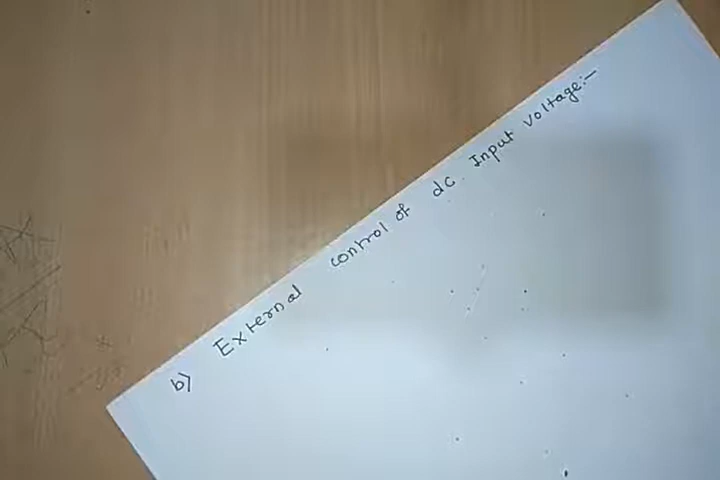 b) External control of dc Input voltage:-